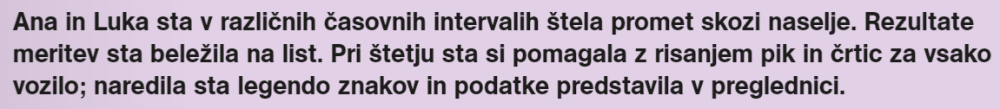 Ana in Luka sta v različnih časovnih intervalih štela promet skozi naselje. Rezultate
meritev sta beležila na list. Pri štetju sta si pomagala z risanjem pik in črtic za vsako
vozilo; naredila sta legendo znakov in podatke predstavila v preglednici.